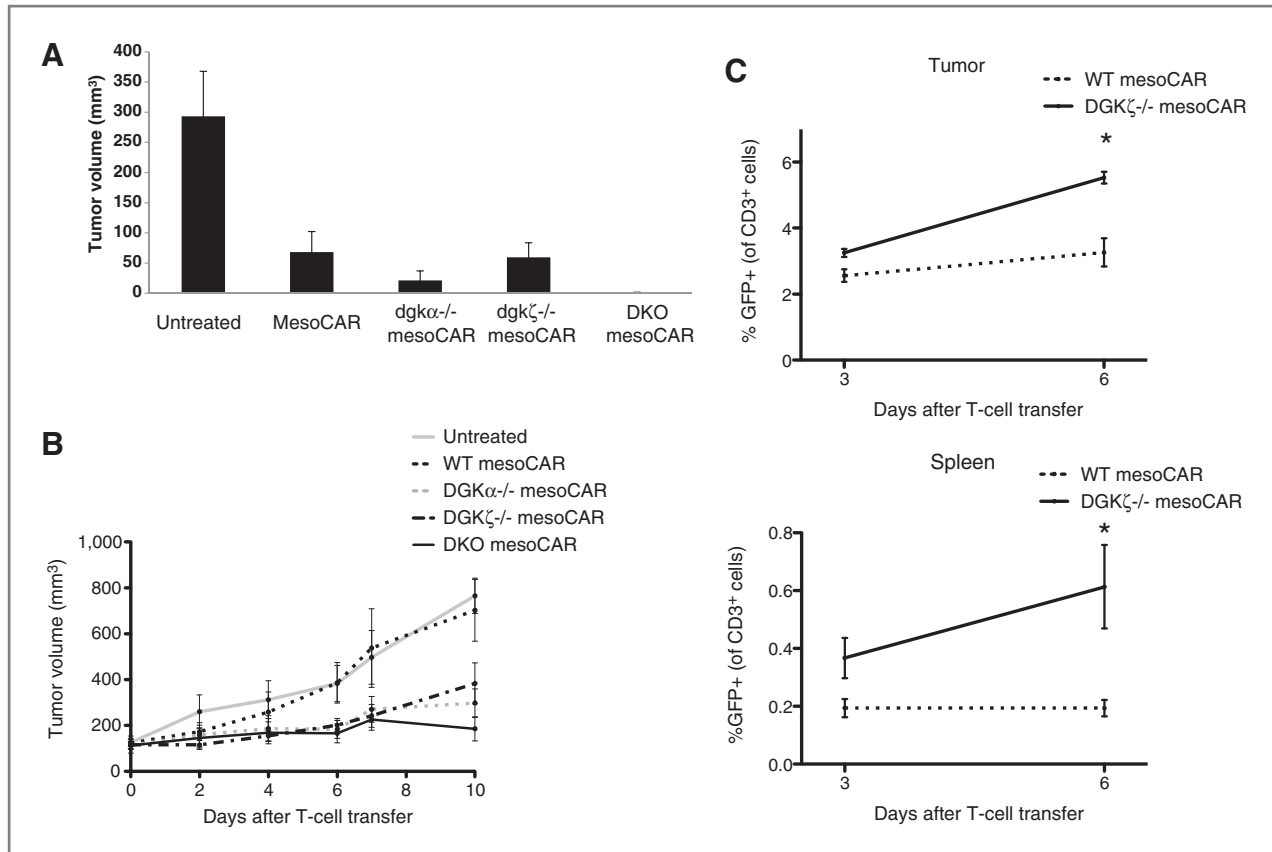 A
Tumor volume (mm³)
400
350
300
250
200
150
100
50
0
Untreated
MesoCAR
dgkα-/-
mesoCAR
dgkζ-/-
mesoCAR
DKO
mesoCAR
B
Untreated
WT mesoCAR
DGKα-/- mesoCAR
DGKζ-/- mesoCAR
DKO mesoCAR
Tumor volume (mm³)
1,000
800
600
400
200
0
0 2 4 6 8 10
Days after T-cell transfer
C
Tumor
WT mesoCAR
DGKζ-/- mesoCAR
*
% GFP+ (of CD3⁺ cells)
6
4
2
0
3 6
Days after T-cell transfer
Spleen
WT mesoCAR
DGKζ-/- mesoCAR
*
%GFP+ (of CD3⁺ cells)
0.8
0.6
0.4
0.2
0.0
3 6
Days after T-cell transfer